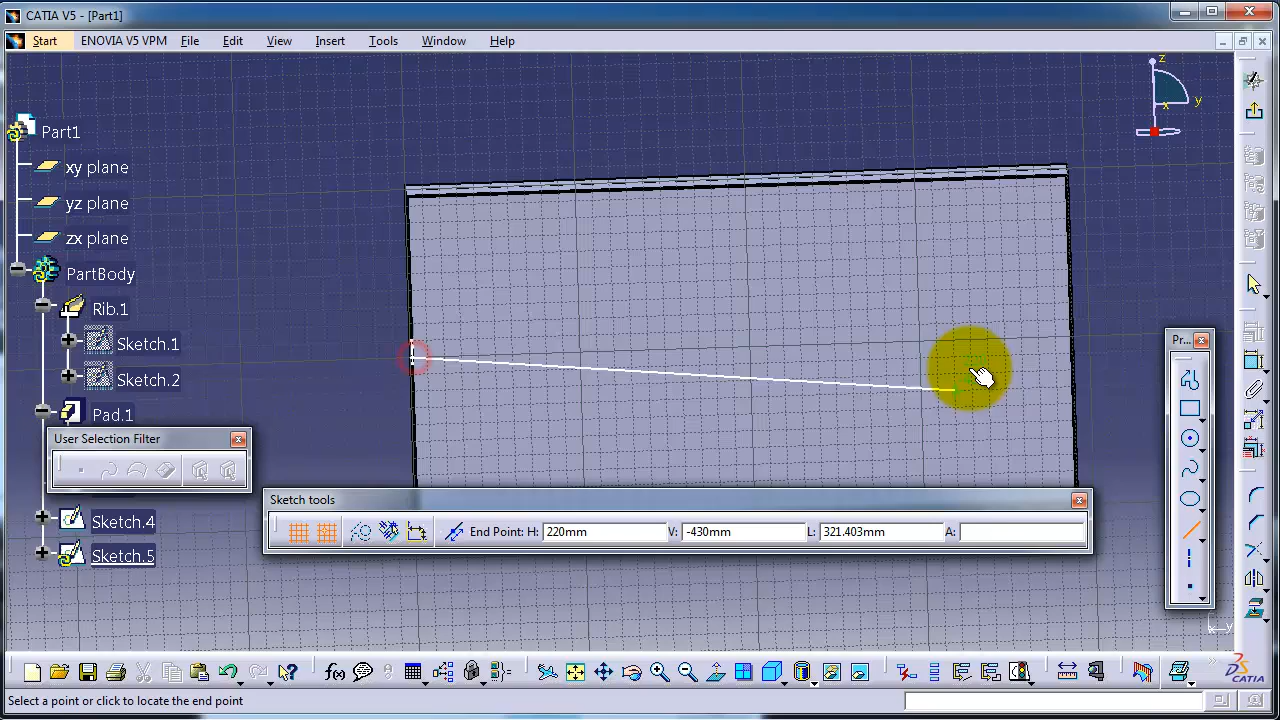 CATIA V5 - [Part1]
Start ENOVIA V5 VPM File Edit View Insert Tools Window Help
z
y
x
Part1
xy plane
yz plane
zx plane
PartBody
Rib.1
Sketch.1
Sketch.2
Pad.1
Pr...
User Selection Filter
Sketch.4
Sketch.5
Sketch tools
End Point: H: 220mm V: -430mm L: 321.403mm A:
x y
f(x)
CATIA
Select a point or click to locate the end point